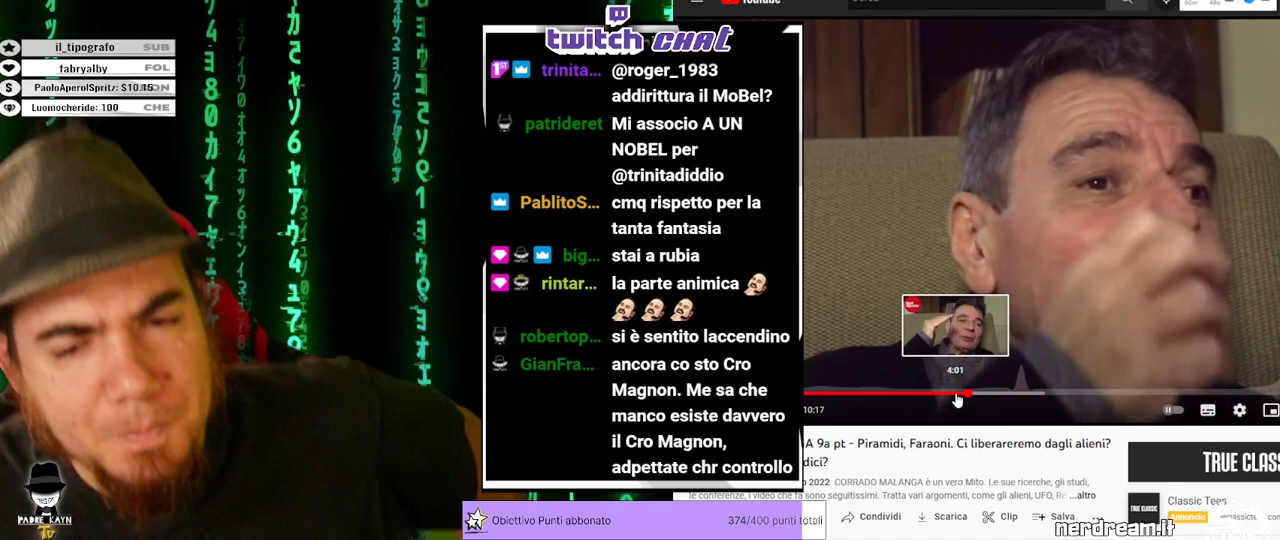 il_tipografo SUB
fabryalby FOL
PaoloAperolSpritz: $10.15
Luomocheride: 100 CHE
PADRE KAYN
TV
twitch CHAT
trinita... @roger_1983
addirittura il MoBel?
patrideret Mi associo A UN
NOBEL per
@trinitadiddio
PablitoS... cmq rispetto per la
tanta fantasia
big... stai a rubia
rintar... la parte animica
robertop... si è sentito laccendino
GianFra... ancora co sto Cro
Magnon. Me sa che
manco esiste davvero
il Cro Magnon,
adpettate chr controllo
Obiettivo Punti abbonato 374/400 punti totali
4:01
10:17
A 9a pt - Piramidi, Faraoni. Ci liberareremo dagli alieni?
dici?
2022 CORRADO MALANGA è un vero Mito. Le sue ricerche, gli studi,
le conferenze, i video che fa sono seguitissimi. Tratta vari argomenti, come gli alieni, UFO, Re ...altro
Condividi Scarica Clip Salva ...
TRUE CLASSIC
Classic Tees
Annuncio
nerdream.it